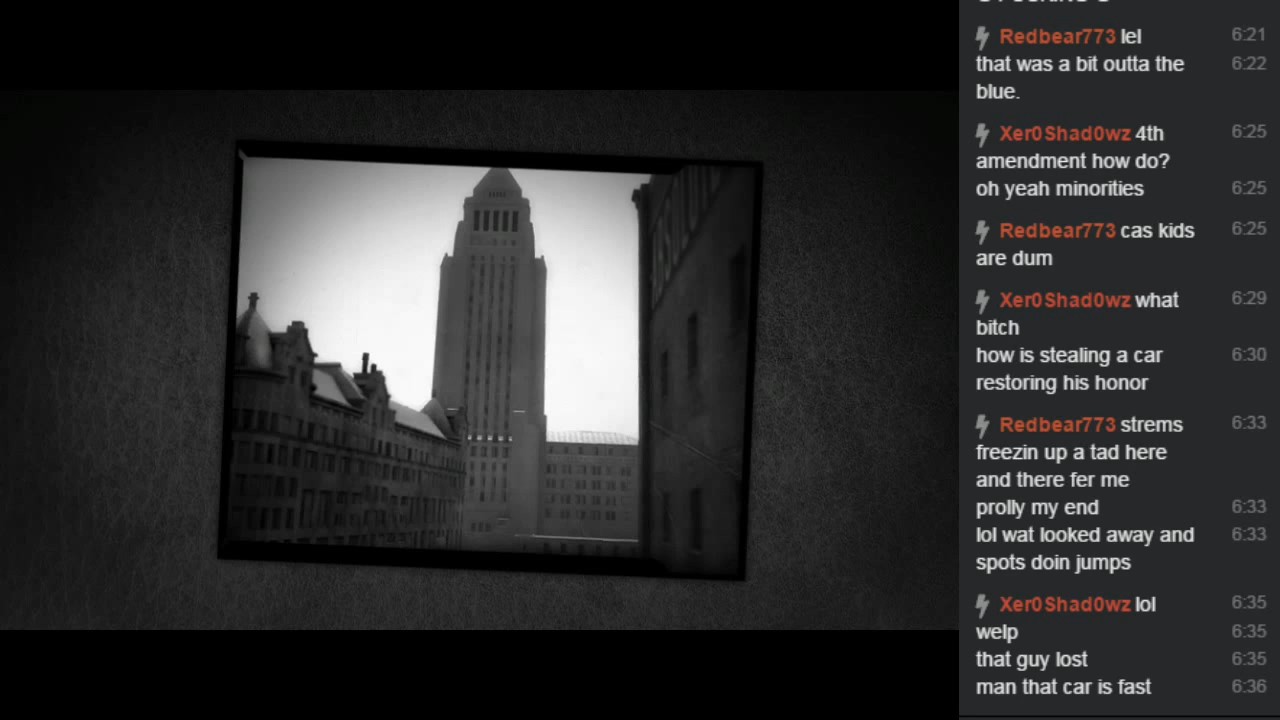 Redbear773 lel 6:21
that was a bit outta the 6:22
blue.
Xer0Shad0wz 4th 6:25
amendment how do?
oh yeah minorities 6:25
Redbear773 cas kids 6:25
are dum
Xer0Shad0wz what 6:29
bitch
how is stealing a car 6:30
restoring his honor
Redbear773 strems 6:33
freezin up a tad here
and there fer me
prolly my end 6:33
lol wat looked away and 6:33
spots doin jumps
Xer0Shad0wz lol 6:35
welp 6:35
that guy lost 6:35
man that car is fast 6:36